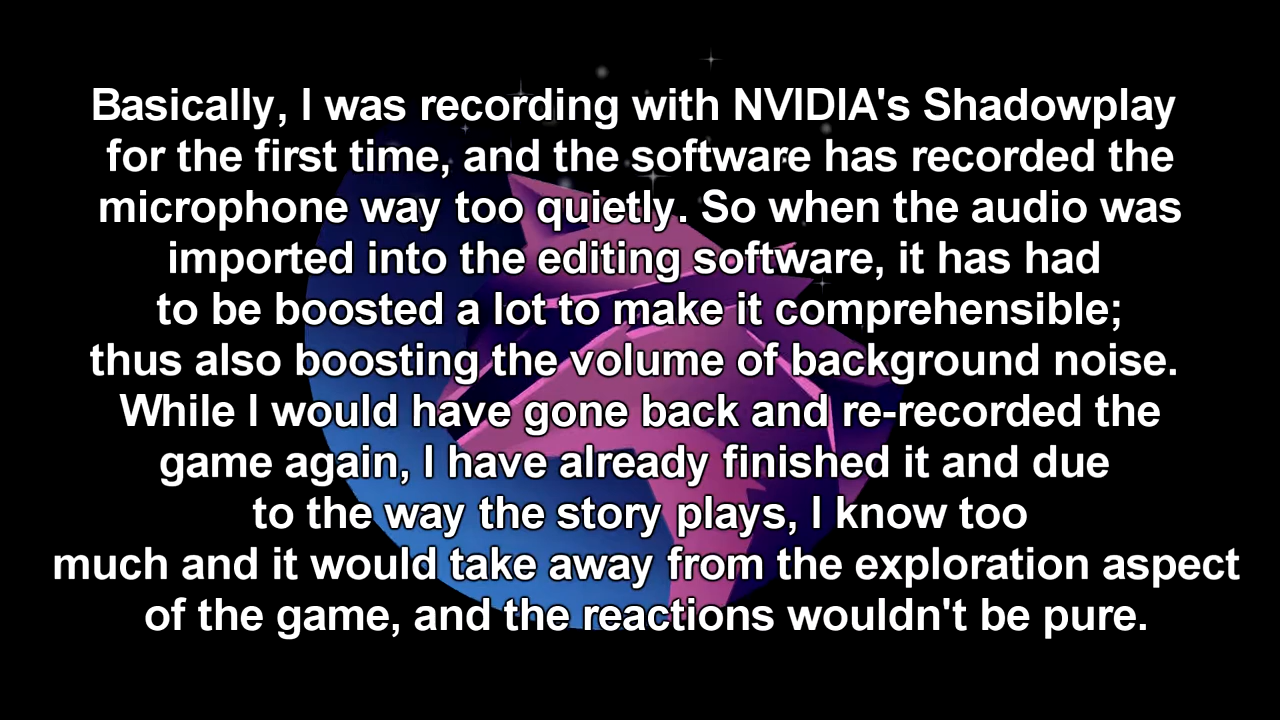 Basically, I was recording with NVIDIA's Shadowplay
for the first time, and the software has recorded the
microphone way too quietly. So when the audio was
imported into the editing software, it has had
to be boosted a lot to make it comprehensible;
thus also boosting the volume of background noise.
While I would have gone back and re-recorded the
game again, I have already finished it and due
to the way the story plays, I know too
much and it would take away from the exploration aspect
of the game, and the reactions wouldn't be pure.